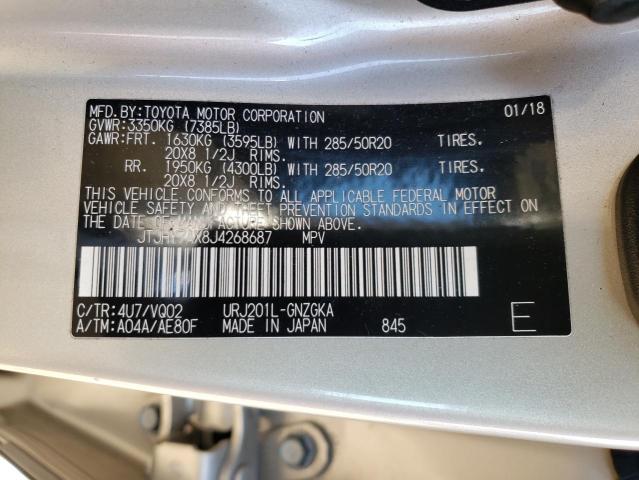 MFD.BY:TOYOTA MOTOR CORPORATION 01/18
GVWR:3350KG (7385LB)
GAWR:FRT. 1630KG (3595LB) WITH 285/50R20 TIRES.
20X8 1/2J RIMS.
RR. 1950KG (4300LB) WITH 285/50R20 TIRES.
20X8 1/2J RIMS.
THIS VEHICLE CONFORMS TO ALL APPLICABLE FEDERAL MOTOR
VEHICLE SAFETY AND THEFT PREVENTION STANDARDS IN EFFECT ON
THE DATE OF MANUFACTURE SHOWN ABOVE.
MPV
C/TR:4U7/VQ02 URJ201L-GNZGKA
A/TM:A04A/AE80F MADE IN JAPAN 845 E